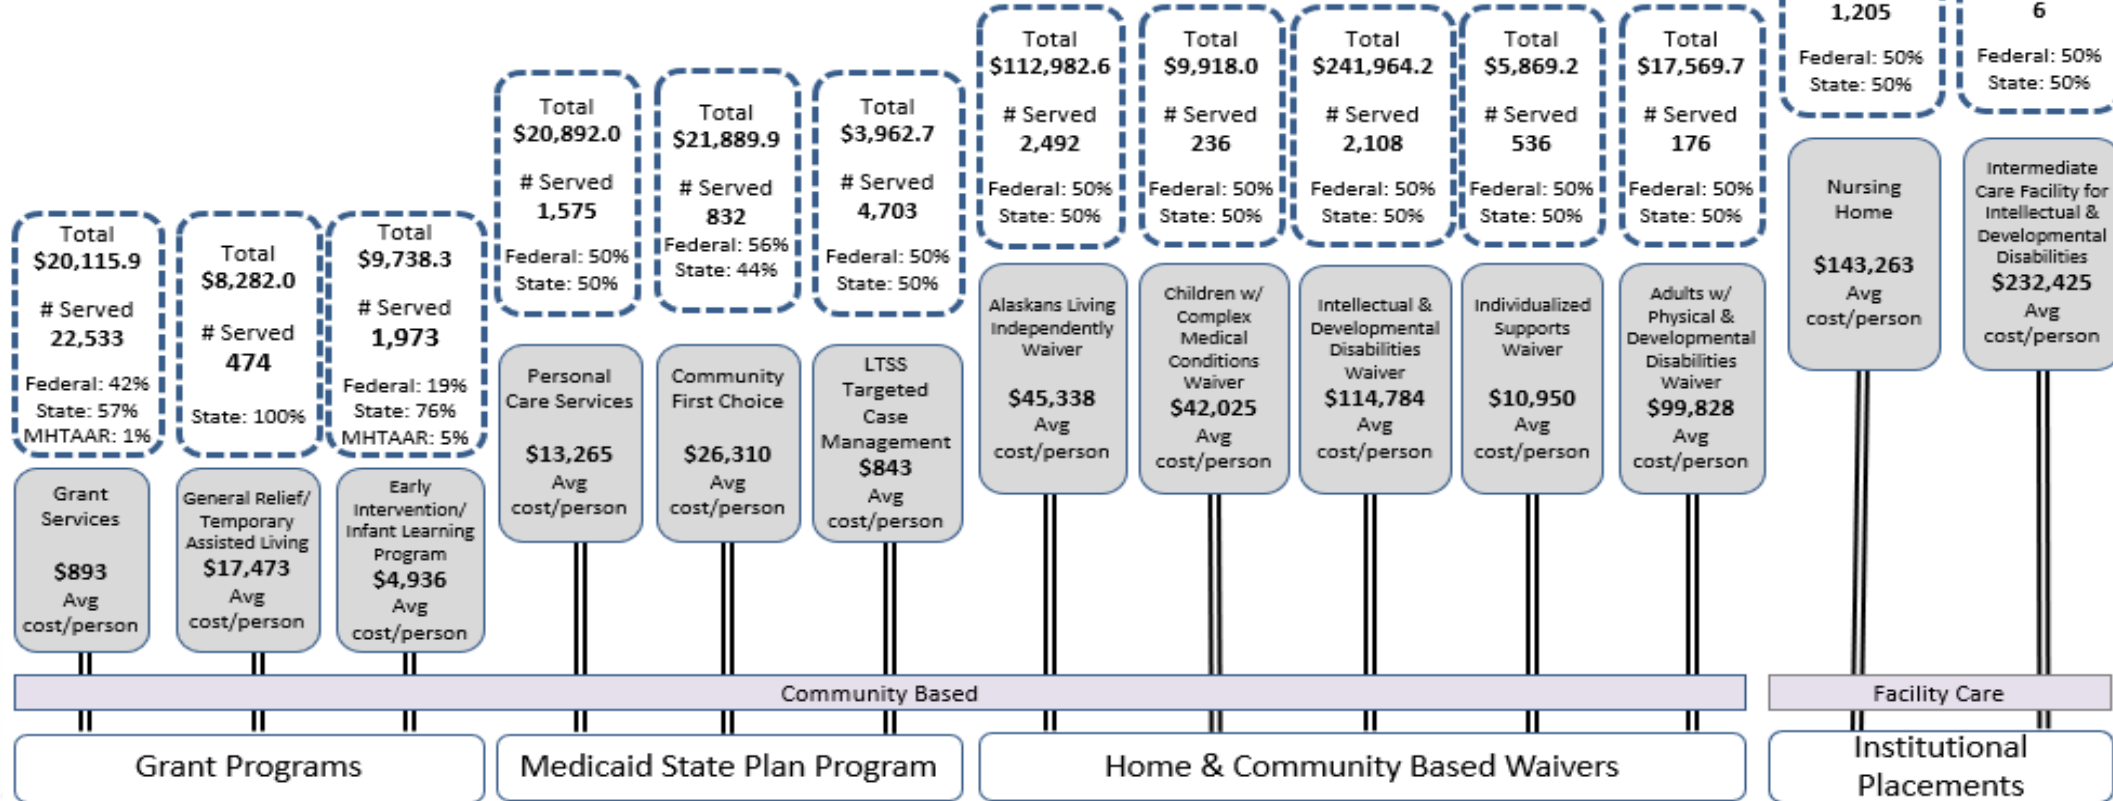 Total
$20,115.9
# Served
22,533
Federal: 42%
State: 57%
MHTAAR: 1%
Grant
Services
$893
Avg
cost/person
Total
$8,282.0
# Served
474
State: 100%
General Relief/
Temporary
Assisted Living
$17,473
Avg
cost/person
Total
$9,738.3
# Served
1,973
Federal: 19%
State: 76%
MHTAAR: 5%
Early
Intervention/
Infant Learning
Program
$4,936
Avg
cost/person
Total
$20,892.0
# Served
1,575
Federal: 50%
State: 50%
Personal
Care Services
$13,265
Avg
cost/person
Total
$21,889.9
# Served
832
Federal: 56%
State: 44%
Community
First Choice
$26,310
Avg
cost/person
Total
$3,962.7
# Served
4,703
Federal: 50%
State: 50%
LTSS
Targeted
Case
Management
$843
Avg
cost/person
Total
$112,982.6
# Served
2,492
Federal: 50%
State: 50%
Alaskans Living
Independently
Waiver
$45,338
Avg
cost/person
Total
$9,918.0
# Served
236
Federal: 50%
State: 50%
Children w/
Complex
Medical
Conditions
Waiver
$42,025
Avg
cost/person
Total
$241,964.2
# Served
2,108
Federal: 50%
State: 50%
Intellectual &
Developmental
Disabilities
Waiver
$114,784
Avg
cost/person
Total
$5,869.2
# Served
536
Federal: 50%
State: 50%
Individualized
Supports
Waiver
$10,950
Avg
cost/person
Total
$17,569.7
# Served
176
Federal: 50%
State: 50%
Adults w/
Physical &
Developmental
Disabilities
Waiver
$99,828
Avg
cost/person
1,205
Federal: 50%
State: 50%
Nursing
Home
$143,263
Avg
cost/person
6
Federal: 50%
State: 50%
Intermediate
Care Facility for
Intellectual &
Developmental
Disabilities
$232,425
Avg
cost/person
Community Based
Facility Care
Grant Programs
Medicaid State Plan Program
Home & Community Based Waivers
Institutional
Placements